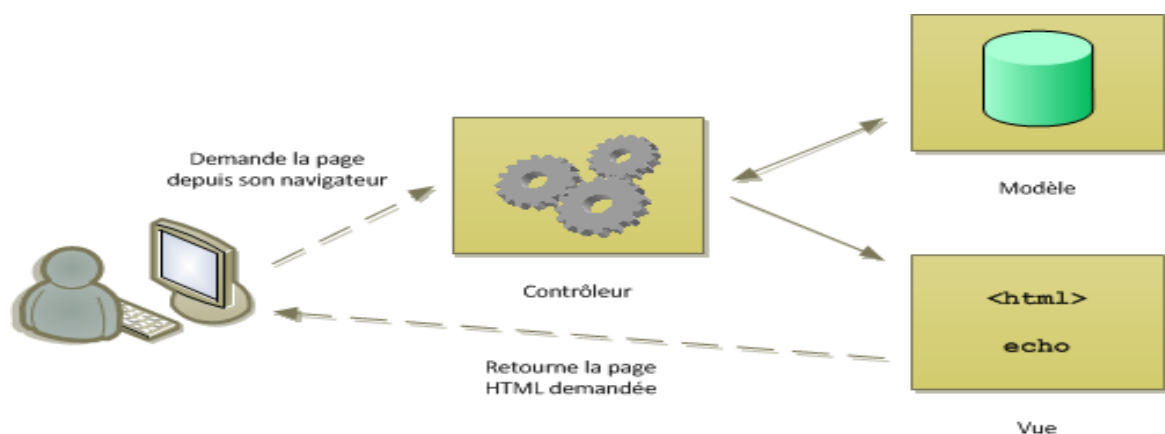 Demande la page
depuis son navigateur
Contrôleur
Modèle
<html>
echo
Retourne la page
HTML demandée
Vue